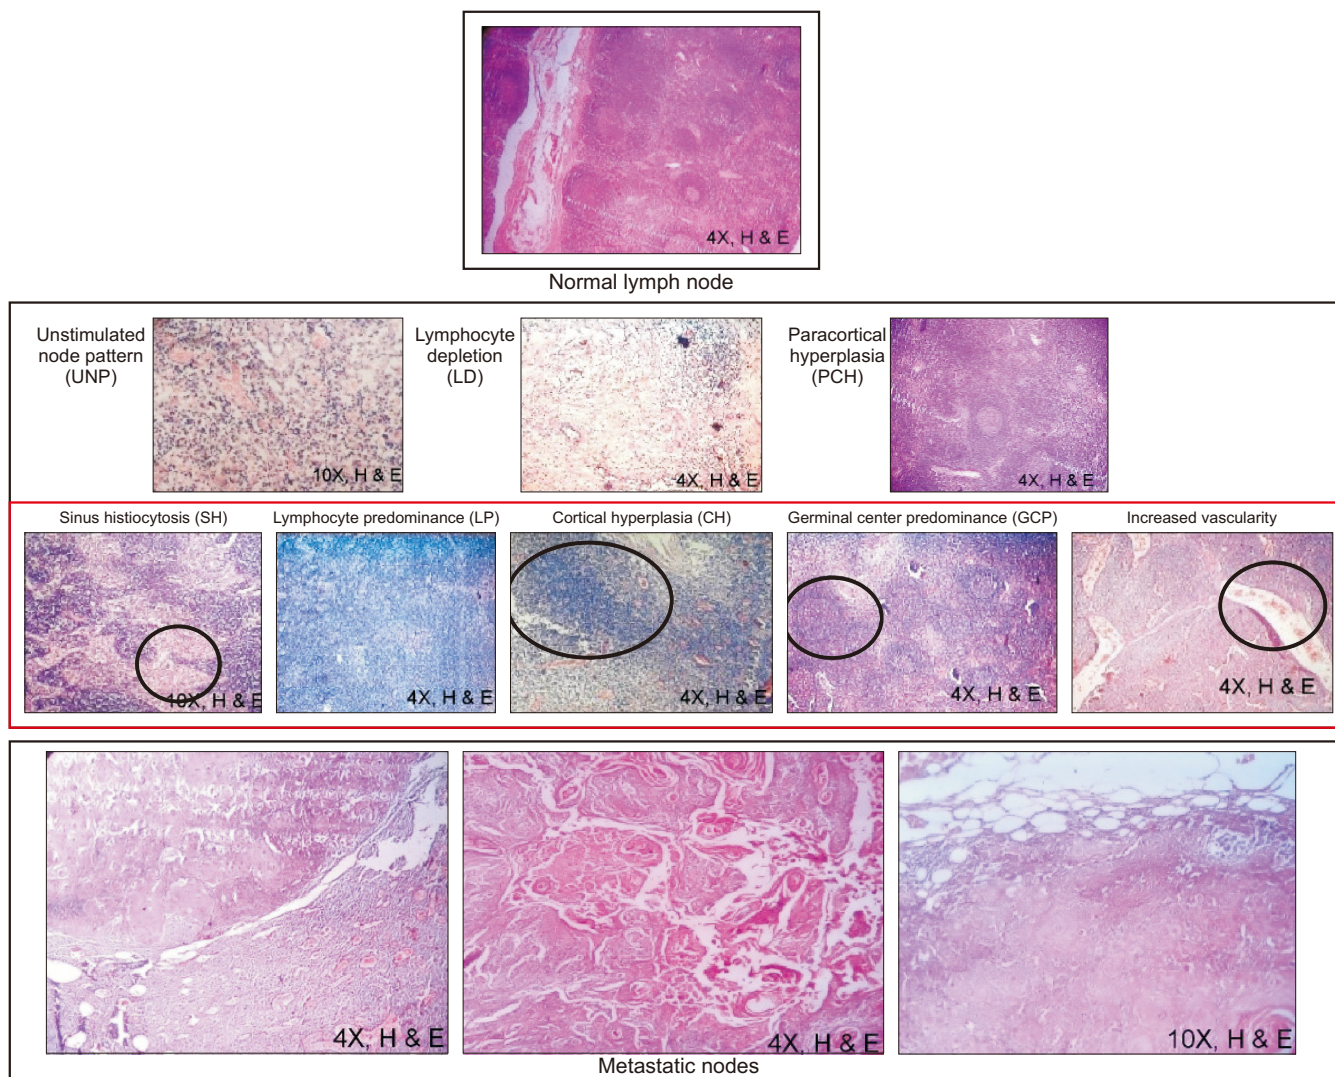 4X, H & E
Normal lymph node
Unstimulated
node pattern
(UNP)
10X, H & E
Lymphocyte
depletion
(LD)
4X, H & E
Paracortical
hyperplasia
(PCH)
4X, H & E
Sinus histiocytosis (SH)
Lymphocyte predominance (LP)
Cortical hyperplasia (CH)
Germinal center predominance (GCP)
Increased vascularity
10X, H & E
4X, H & E
4X, H & E
4X, H & E
4X, H & E
4X, H & E
4X, H & E
10X, H & E
Metastatic nodes